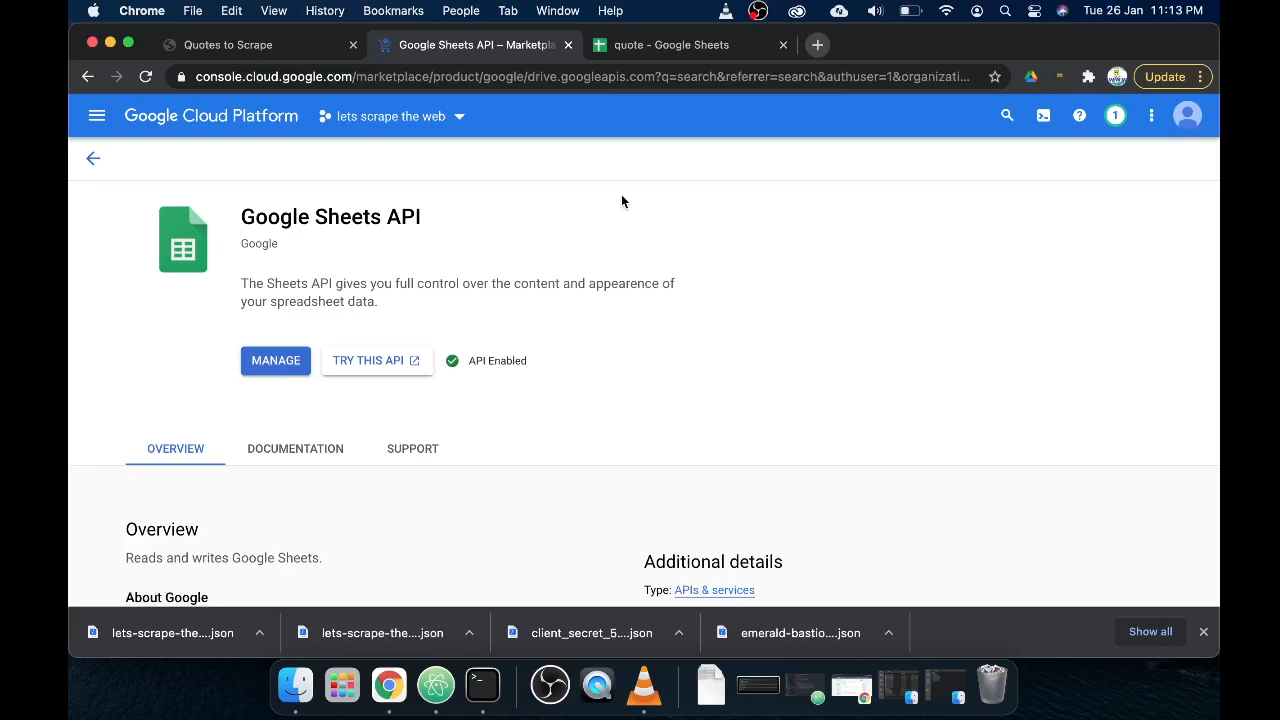 Chrome File Edit View History Bookmarks People Tab Window Help Tue 26 Jan 11:13 PM
Quotes to Scrape Google Sheets API – Marketpla quote - Google Sheets
console.cloud.google.com/marketplace/product/google/drive.googleapis.com?q=search&referrer=search&authuser=1&organizati... Update
Google Cloud Platform lets scrape the web 1
Google Sheets API
Google
The Sheets API gives you full control over the content and appearence of
your spreadsheet data.
MANAGE TRY THIS API API Enabled
OVERVIEW DOCUMENTATION SUPPORT
Overview
Reads and writes Google Sheets.
About Google
Additional details
Type: APIs & services
lets-scrape-the....json lets-scrape-the....json client_secret_5....json emerald-bastio....json Show all